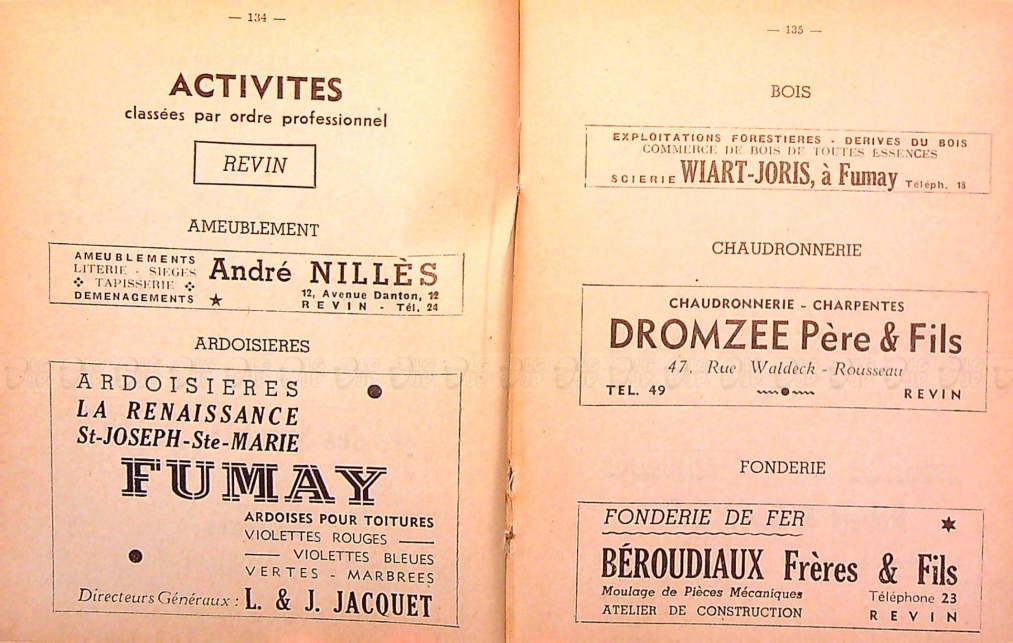 — 134 —
ACTIVITES
classées par ordre professionnel
REVIN
AMEUBLEMENT
AMEUBLEMENTS
LITERIE - SIEGES
TAPISSERIE
DEMENAGEMENTS
André NILLÈS
12, Avenue Danton, 12
REVIN - Tél. 24
ARDOISIERES
ARDOISIERES
LA RENAISSANCE
St-JOSEPH-Ste-MARIE
FUMAY
ARDOISES POUR TOITURES
VIOLETTES ROUGES —
— VIOLETTES BLEUES
VERTES - MARBREES
Directeurs Généraux : L. & J. JACQUET
— 135 —
BOIS
EXPLOITATIONS FORESTIERES - DERIVES DU BOIS
COMMERCE DE BOIS DE TOUTES ESSENCES
SCIERIE WIART-JORIS, à Fumay Téléph. 18
CHAUDRONNERIE
CHAUDRONNERIE - CHARPENTES
DROMZEE Père & Fils
47, Rue Waldeck - Rousseau
TEL. 49 REVIN
FONDERIE
FONDERIE DE FER
BÉROUDIAUX Frères & Fils
Moulage de Pièces Mécaniques Téléphone 23
ATELIER DE CONSTRUCTION REVIN